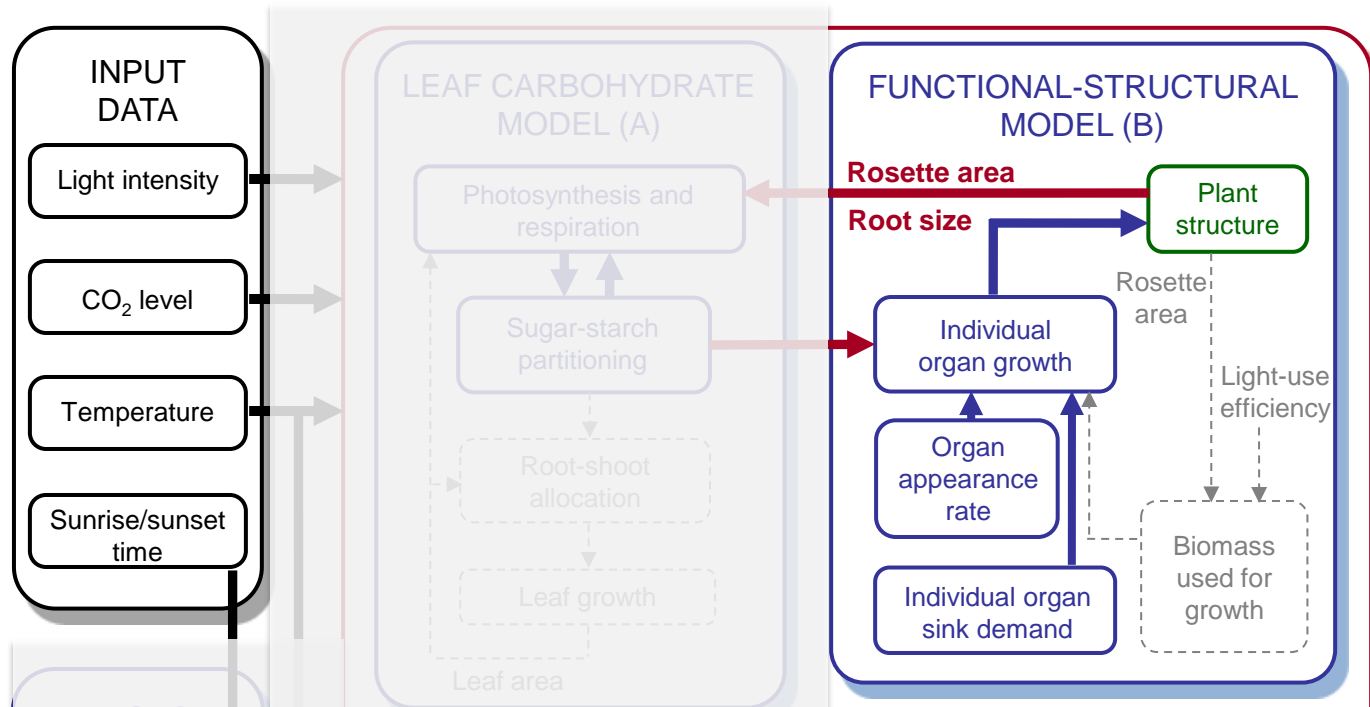 INPUT
DATA
Light intensity
CO₂ level
Temperature
Sunrise/sunset
time
LEAF CARBOHYDRATE
MODEL (A)
Photosynthesis and
respiration
Sugar-starch
partitioning
Root-shoot
allocation
Leaf growth
Leaf area
FUNCTIONAL-STRUCTURAL
MODEL (B)
Rosette area
Root size
Plant
structure
Rosette
area
Individual
organ growth
Light-use
efficiency
Organ
appearance
rate
Biomass
used for
growth
Individual organ
sink demand